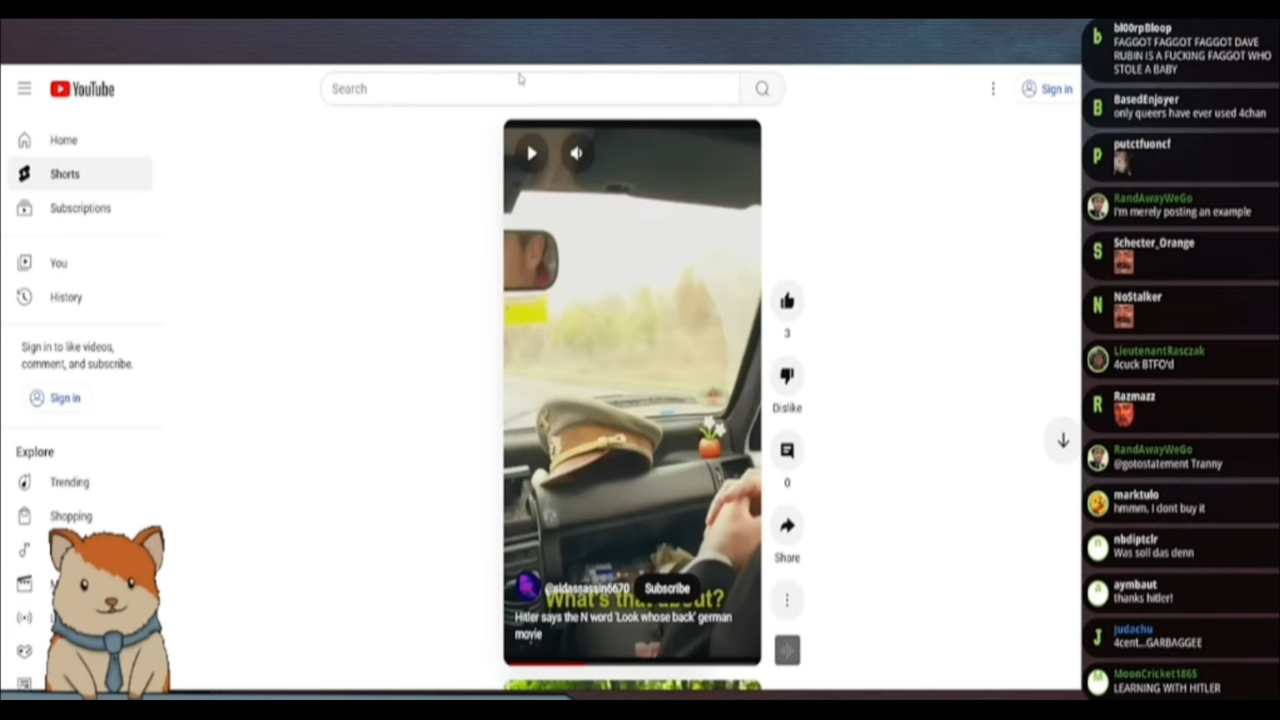 YouTube
Search
Sign in
Home
Shorts
Subscriptions
You
History
Sign in to like videos,
comment, and subscribe.
Sign in
Explore
Trending
Shopping
3
Dislike
0
Share
@sidassassin6670
Subscribe
What's that about?
Hitler says the N word 'Look whose back' german
movie
bl00rpBloop
FAGGOT FAGGOT FAGGOT DAVE
RUBIN IS A FUCKING FAGGOT WHO
STOLE A BABY
BasedEnjoyer
only queers have ever used 4chan
putctfuoncf
RandAwayWeGo
I'm merely posting an example
Schecter_Orange
NoStalker
LieutenantRasczak
4cuck BTFO'd
Razmazz
RandAwayWeGo
@gotostatement Tranny
marktulo
hmmm, I dont buy it
nbdiptclr
Was soll das denn
aymbaut
thanks hitler!
judachu
4cent...GARBAGGEE
MoonCricket1865
LEARNING WITH HITLER